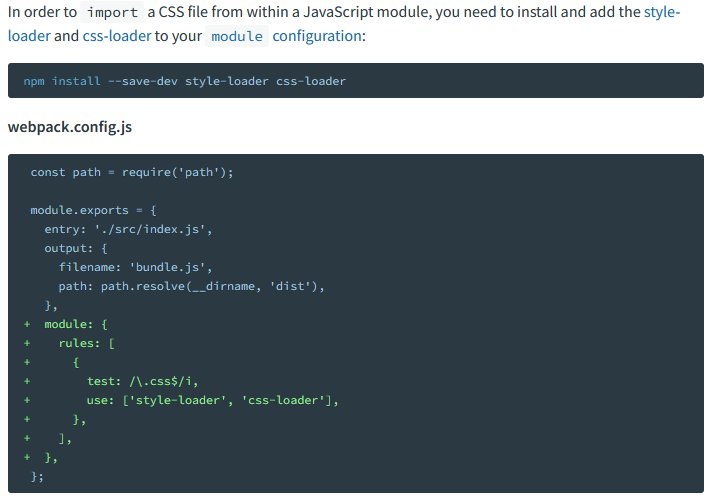 In order to import a CSS file from within a JavaScript module, you need to install and add the style-
loader and css-loader to your module configuration:
npm install --save-dev style-loader css-loader
webpack.config.js
 const path = require('path');

 module.exports = {
   entry: './src/index.js',
   output: {
     filename: 'bundle.js',
     path: path.resolve(__dirname, 'dist'),
   },
+  module: {
+    rules: [
+      {
+        test: /\.css$/i,
+        use: ['style-loader', 'css-loader'],
+      },
+    ],
+  },
 };